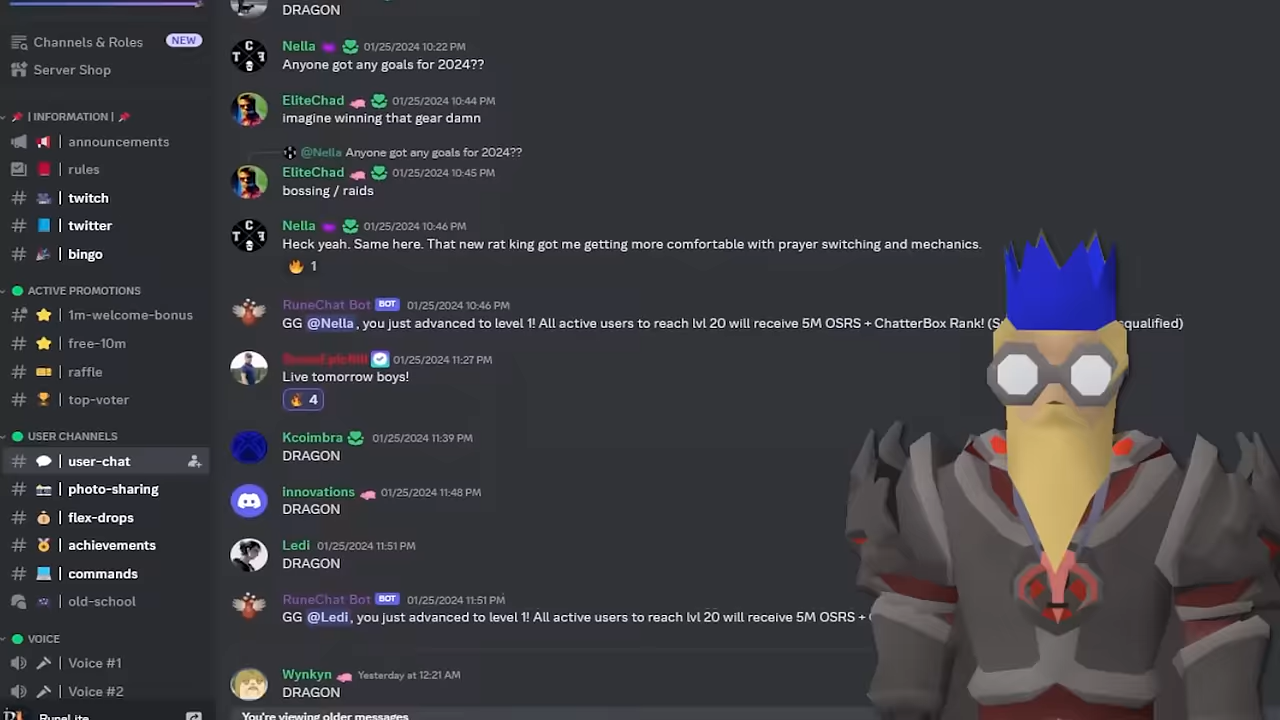 Channels & Roles
NEW
Server Shop
| INFORMATION |
| announcements
| rules
| twitch
| twitter
| bingo
ACTIVE PROMOTIONS
| 1m-welcome-bonus
| free-10m
| raffle
| top-voter
USER CHANNELS
| user-chat
| photo-sharing
| flex-drops
| achievements
| commands
| old-school
VOICE
| Voice #1
| Voice #2
RuneLite
DRAGON
Nella 01/25/2024 10:22 PM
Anyone got any goals for 2024??
EliteChad 01/25/2024 10:44 PM
imagine winning that gear damn
@Nella Anyone got any goals for 2024??
EliteChad 01/25/2024 10:45 PM
bossing / raids
Nella 01/25/2024 10:46 PM
Heck yeah. Same here. That new rat king got me getting more comfortable with prayer switching and mechanics.
1
RuneChat Bot BOT 01/25/2024 10:46 PM
GG @Nella, you just advanced to level 1! All active users to reach lvl 20 will receive 5M OSRS + ChatterBox Rank!
01/25/2024 11:27 PM
Live tomorrow boys!
4
Kcoimbra 01/25/2024 11:39 PM
DRAGON
innovations 01/25/2024 11:48 PM
DRAGON
Ledi 01/25/2024 11:51 PM
DRAGON
RuneChat Bot BOT 01/25/2024 11:51 PM
GG @Ledi, you just advanced to level 1! All active users to reach lvl 20 will receive 5M OSRS +
Wynkyn Yesterday at 12:21 AM
DRAGON
You're viewing older messages